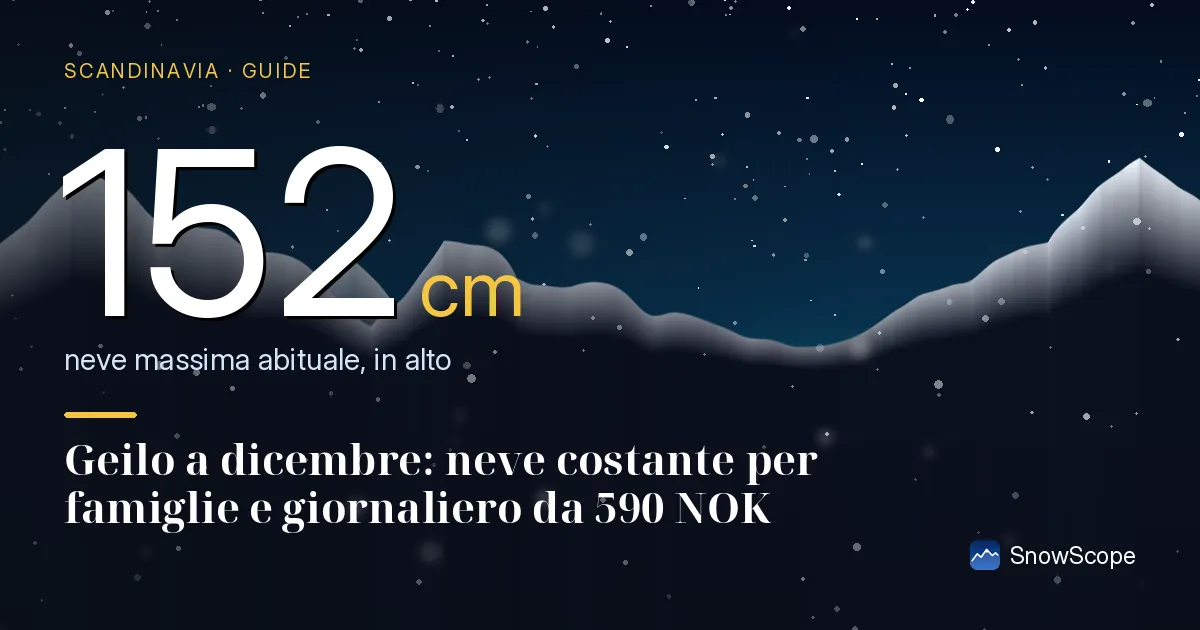 SCANDINAVIA · GUIDE
152 cm
neve massima abituale, in alto
Geilo a dicembre: neve costante per
famiglie e giornaliero da 590 NOK
SnowScope